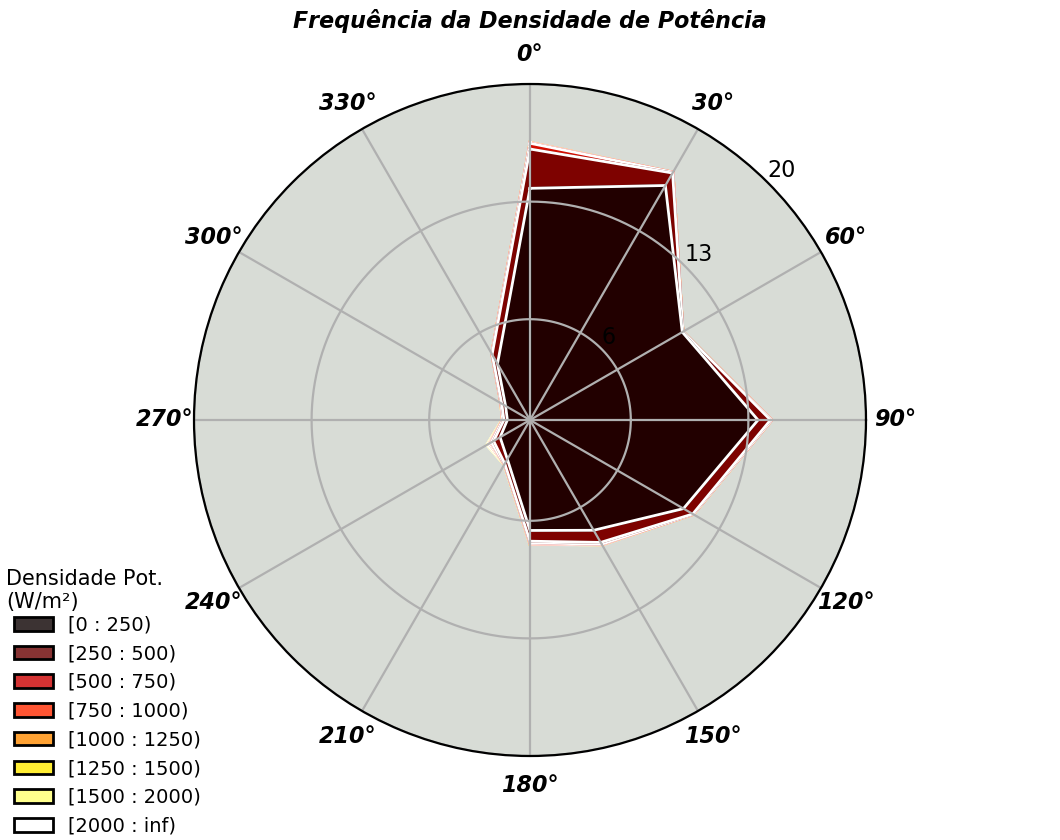 Frequência da Densidade de Potência
0°
330°
30°
20
300°
60°
13
6
270°
90°
240°
120°
210°
150°
180°
Densidade Pot.
(W/m²)
[0 : 250)
[250 : 500)
[500 : 750)
[750 : 1000)
[1000 : 1250)
[1250 : 1500)
[1500 : 2000)
[2000 : inf)